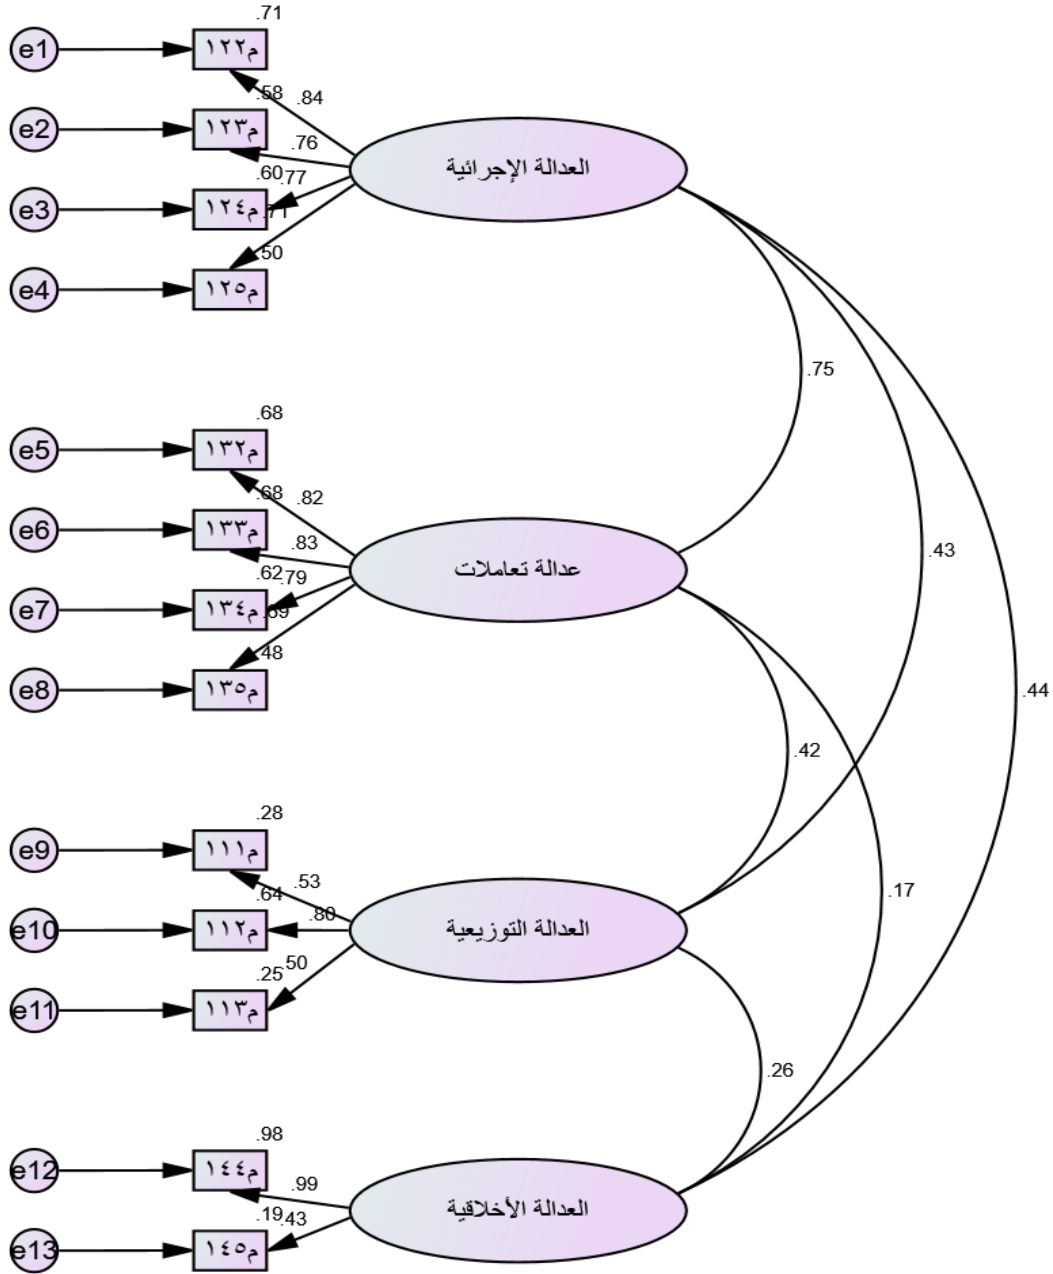 .71
e1
م١٢٢
.58
.84
e2
م١٢٣
.76
العدالة الإجرائية
.60
.77
e3
م١٢٤
.71
.50
e4
م١٢٥
.75
.68
e5
م١٣٢
.68
.82
e6
م١٣٣
.83
.43
عدالة تعاملات
.62
.79
e7
م١٣٤
.69
.48
e8
م١٣٥
.44
.42
.28
e9
م١١١
.53
.64
.17
e10
م١١٢
.80
العدالة التوزيعية
.25
.50
e11
م١١٣
.26
.98
e12
م١٤٤
.99
.19
.43
العدالة الأخلاقية
e13
م١٤٥